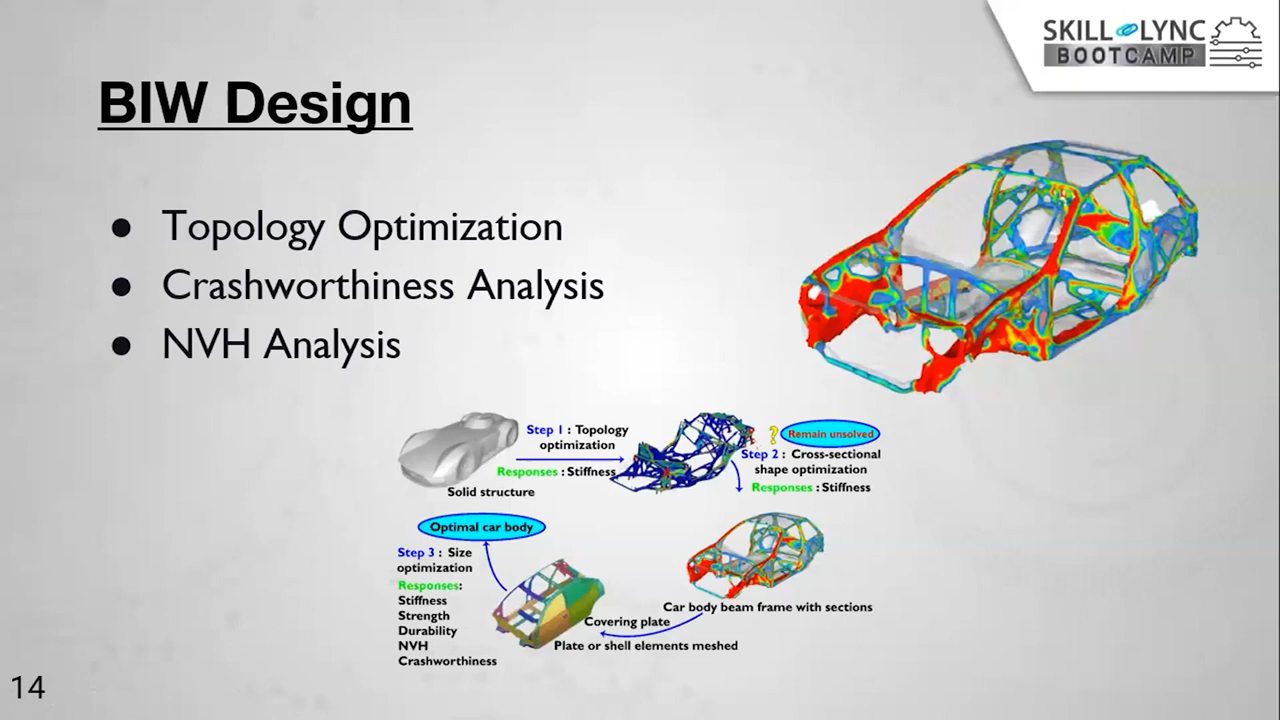 SKILL LYNC
BOOTCAMP
BIW Design
● Topology Optimization
● Crashworthiness Analysis
● NVH Analysis
Step 1 : Topology
optimization
Responses : Stiffness
Solid structure
? Remain unsolved
Step 2 : Cross-sectional
shape optimization
Responses : Stiffness
Optimal car body
Step 3 : Size
optimization
Responses:
Stiffness
Strength
Durability
NVH
Crashworthiness
Car body beam frame with sections
Covering plate
Plate or shell elements meshed
14